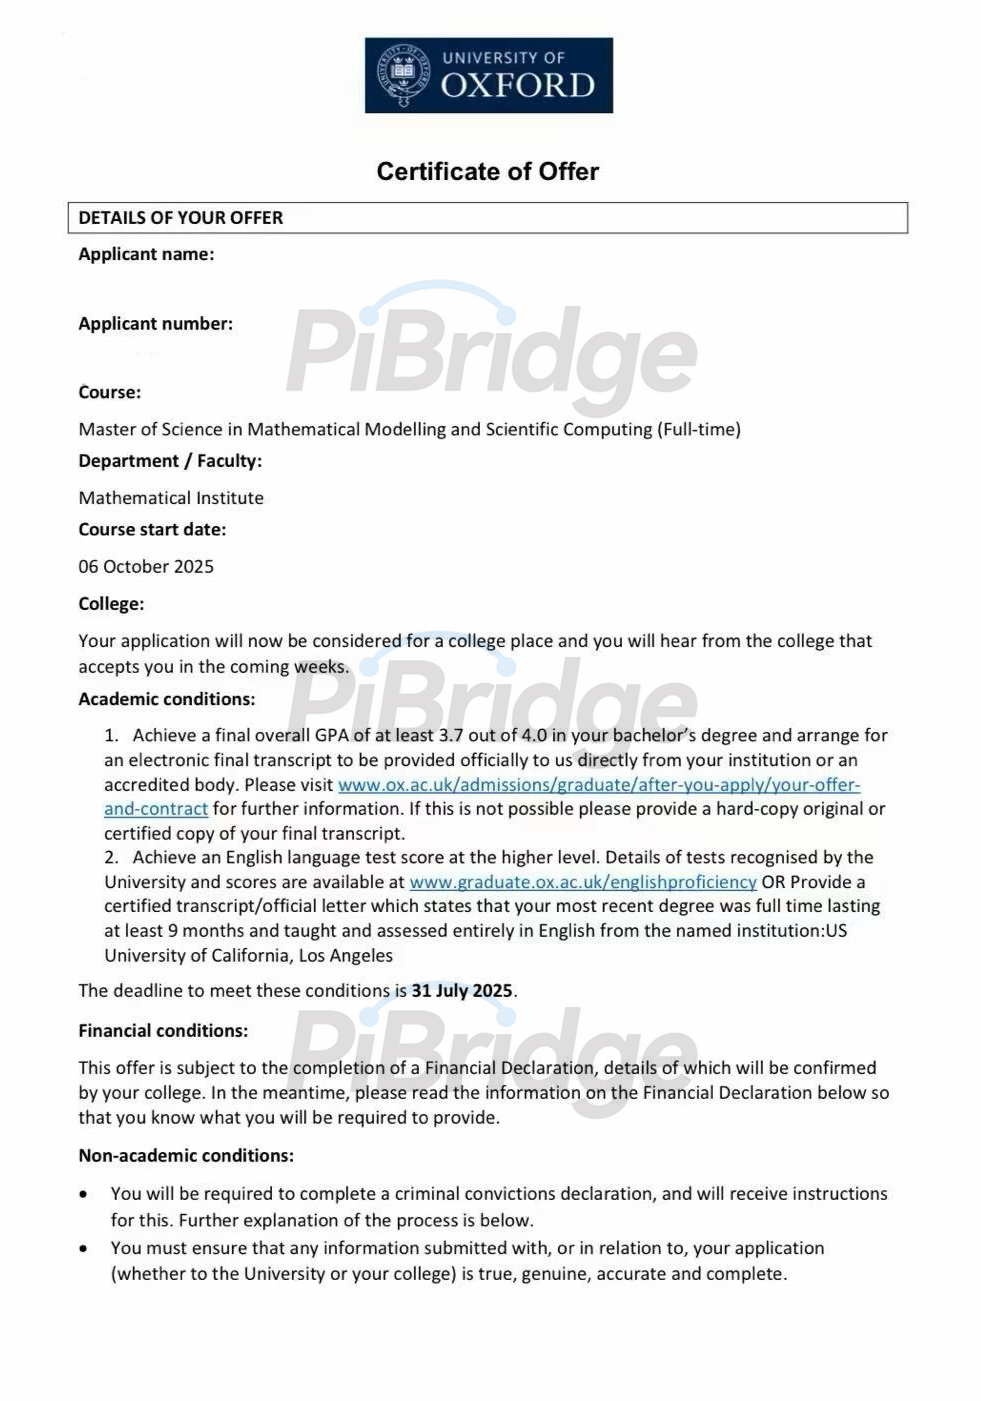 UNIVERSITY OF
OXFORD
Certificate of Offer
DETAILS OF YOUR OFFER
Applicant name:
Applicant number:
PiBridge
Course:
Master of Science in Mathematical Modelling and Scientific Computing (Full-time)
Department / Faculty:
Mathematical Institute
Course start date:
06 October 2025
College:
Your application will now be considered for a college place and you will hear from the college that
accepts you in the coming weeks.
PiBridge
Academic conditions:
1. Achieve a final overall GPA of at least 3.7 out of 4.0 in your bachelor’s degree and arrange for
an electronic final transcript to be provided officially to us directly from your institution or an
accredited body. Please visit www.ox.ac.uk/admissions/graduate/after-you-apply/your-offer-
and-contract for further information. If this is not possible please provide a hard-copy original or
certified copy of your final transcript.
2. Achieve an English language test score at the higher level. Details of tests recognised by the
University and scores are available at www.graduate.ox.ac.uk/englishproficiency OR Provide a
certified transcript/official letter which states that your most recent degree was full time lasting
at least 9 months and taught and assessed entirely in English from the named institution:US
University of California, Los Angeles
The deadline to meet these conditions is 31 July 2025.
Financial conditions:
PiBridge
This offer is subject to the completion of a Financial Declaration, details of which will be confirmed
by your college. In the meantime, please read the information on the Financial Declaration below so
that you know what you will be required to provide.
Non-academic conditions:
• You will be required to complete a criminal convictions declaration, and will receive instructions
for this. Further explanation of the process is below.
• You must ensure that any information submitted with, or in relation to, your application
(whether to the University or your college) is true, genuine, accurate and complete.